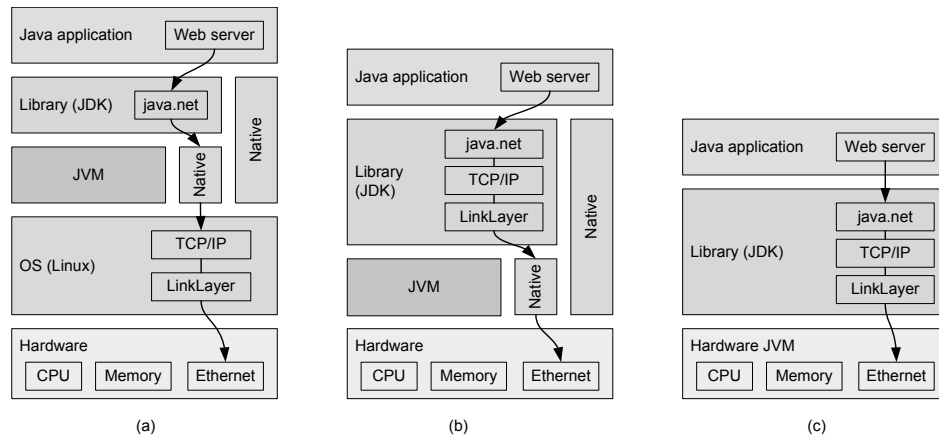 Java application
Web server
Library (JDK)
java.net
Native
JVM
Native
OS (Linux)
TCP/IP
LinkLayer
Hardware
CPU
Memory
Ethernet
(a)
Java application
Web server
Library
(JDK)
java.net
TCP/IP
LinkLayer
Native
JVM
Native
Hardware
CPU
Memory
Ethernet
(b)
Java application
Web server
Library (JDK)
java.net
TCP/IP
LinkLayer
Hardware JVM
CPU
Memory
Ethernet
(c)